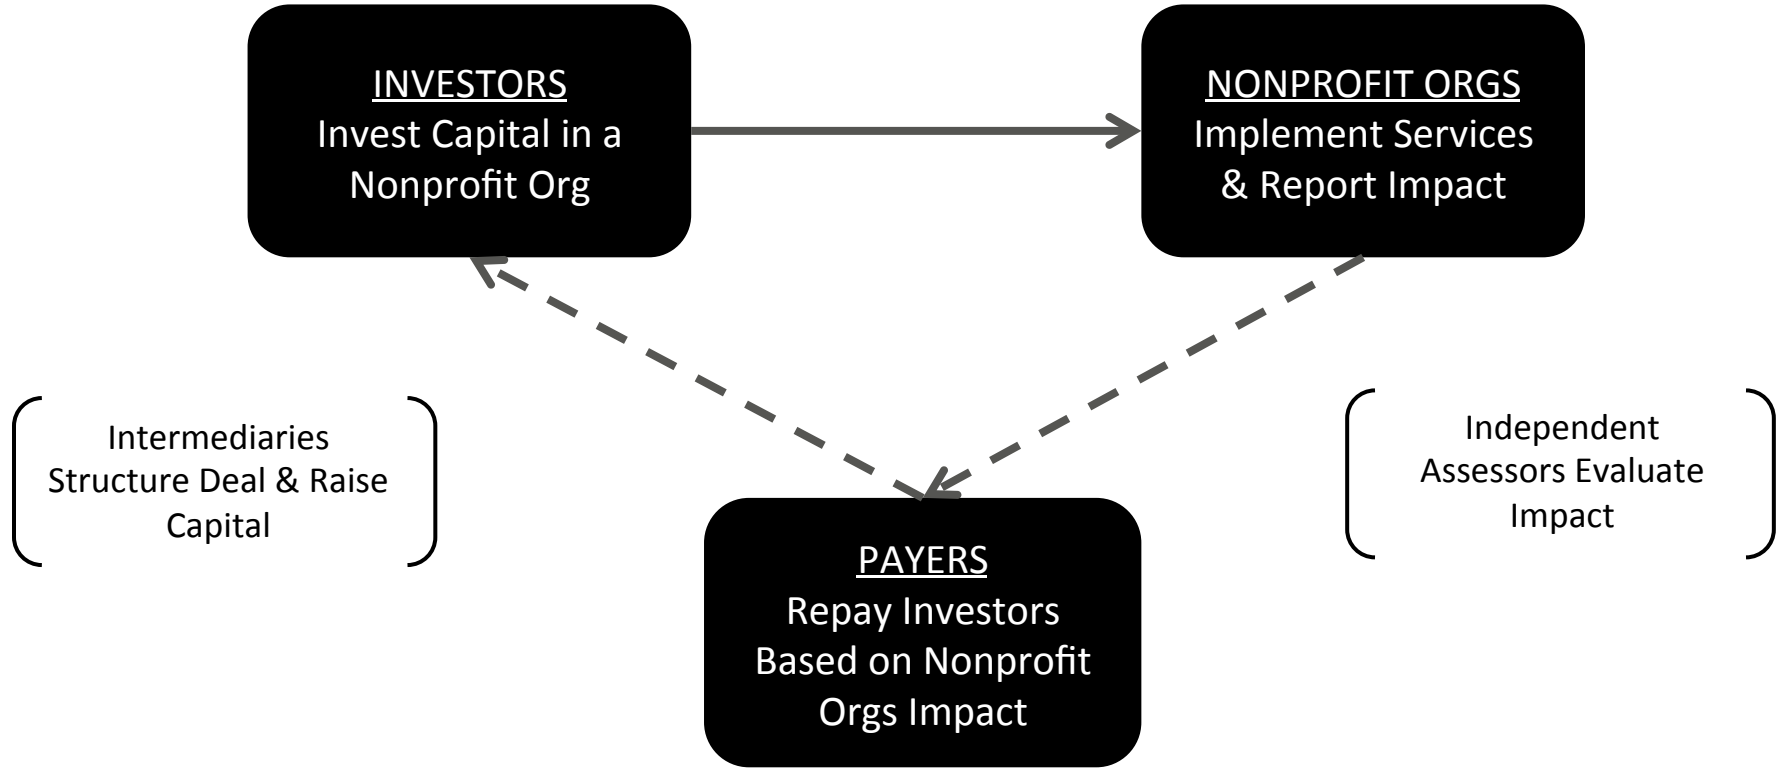 INVESTORS
Invest Capital in a
Nonprofit Org
NONPROFIT ORGS
Implement Services
& Report Impact
Intermediaries
Structure Deal & Raise
Capital
Independent
Assessors Evaluate
Impact
PAYERS
Repay Investors
Based on Nonprofit
Orgs Impact